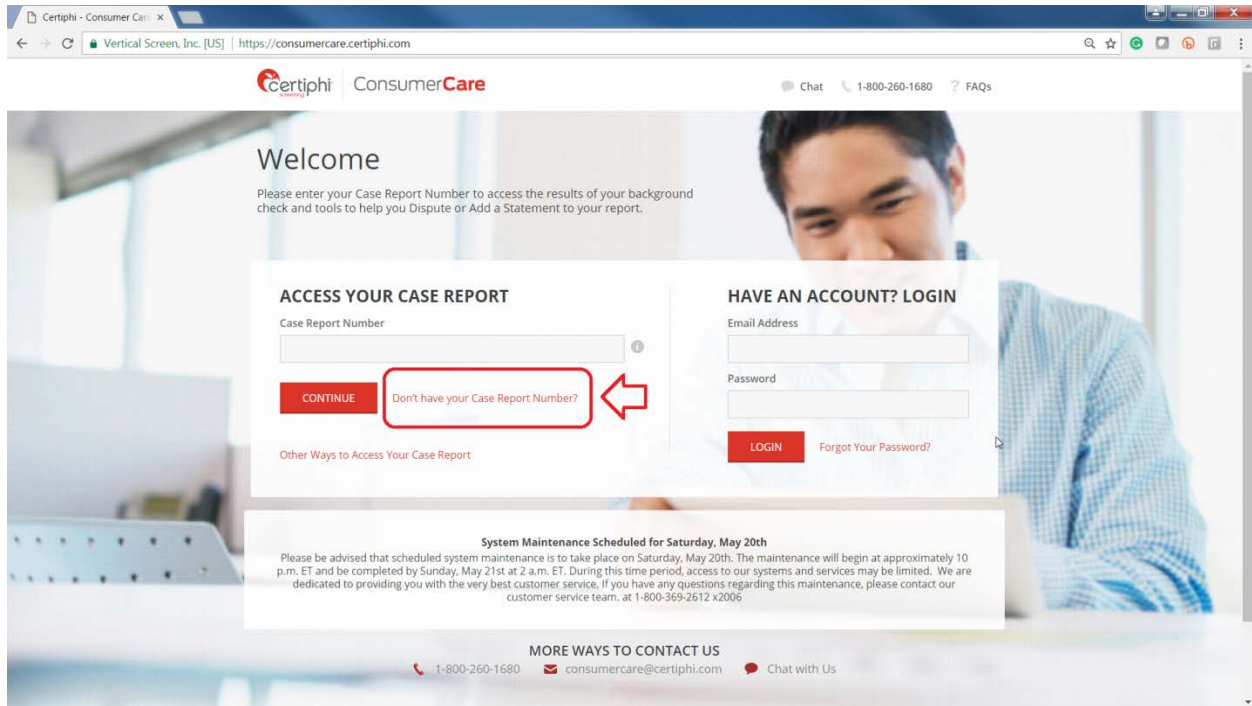 Certiphi - Consumer Car
Vertical Screen, Inc. [US] | https://consumercare.certiphi.com
certiphi screening ConsumerCare
Chat 1-800-260-1680 ? FAQs
Welcome
Please enter your Case Report Number to access the results of your background
check and tools to help you Dispute or Add a Statement to your report.
ACCESS YOUR CASE REPORT
Case Report Number
CONTINUE Don't have your Case Report Number?
Other Ways to Access Your Case Report
HAVE AN ACCOUNT? LOGIN
Email Address
Password
LOGIN Forgot Your Password?
System Maintenance Scheduled for Saturday, May 20th
Please be advised that scheduled system maintenance is to take place on Saturday, May 20th. The maintenance will begin at approximately 10
p.m. ET and be completed by Sunday, May 21st at 2 a.m. ET. During this time period, access to our systems and services may be limited. We are
dedicated to providing you with the very best customer service. If you have any questions regarding this maintenance, please contact our
customer service team. at 1-800-369-2612 x2006
MORE WAYS TO CONTACT US
1-800-260-1680 consumercare@certiphi.com Chat with Us